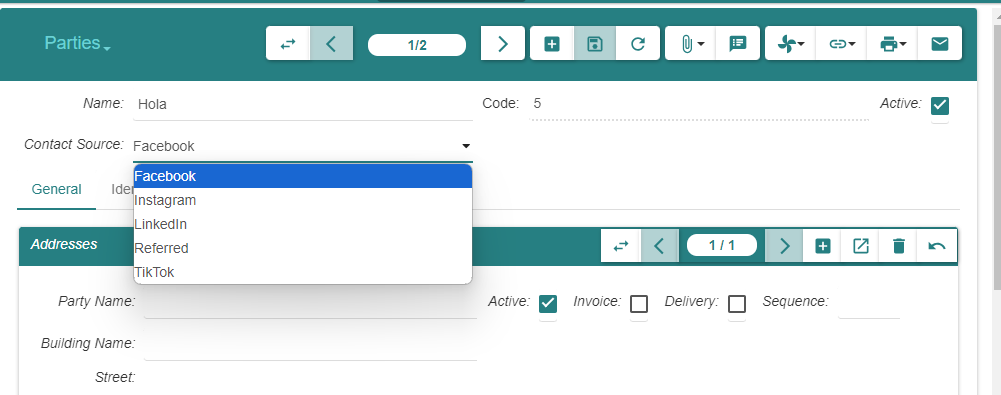 Parties
1/2
Name: Hola Code: 5 Active:
Contact Source: Facebook
Facebook
Instagram
LinkedIn
Referred
TikTok
General
Addresses 1 / 1
Party Name: Active: Invoice: Delivery: Sequence:
Building Name:
Street: